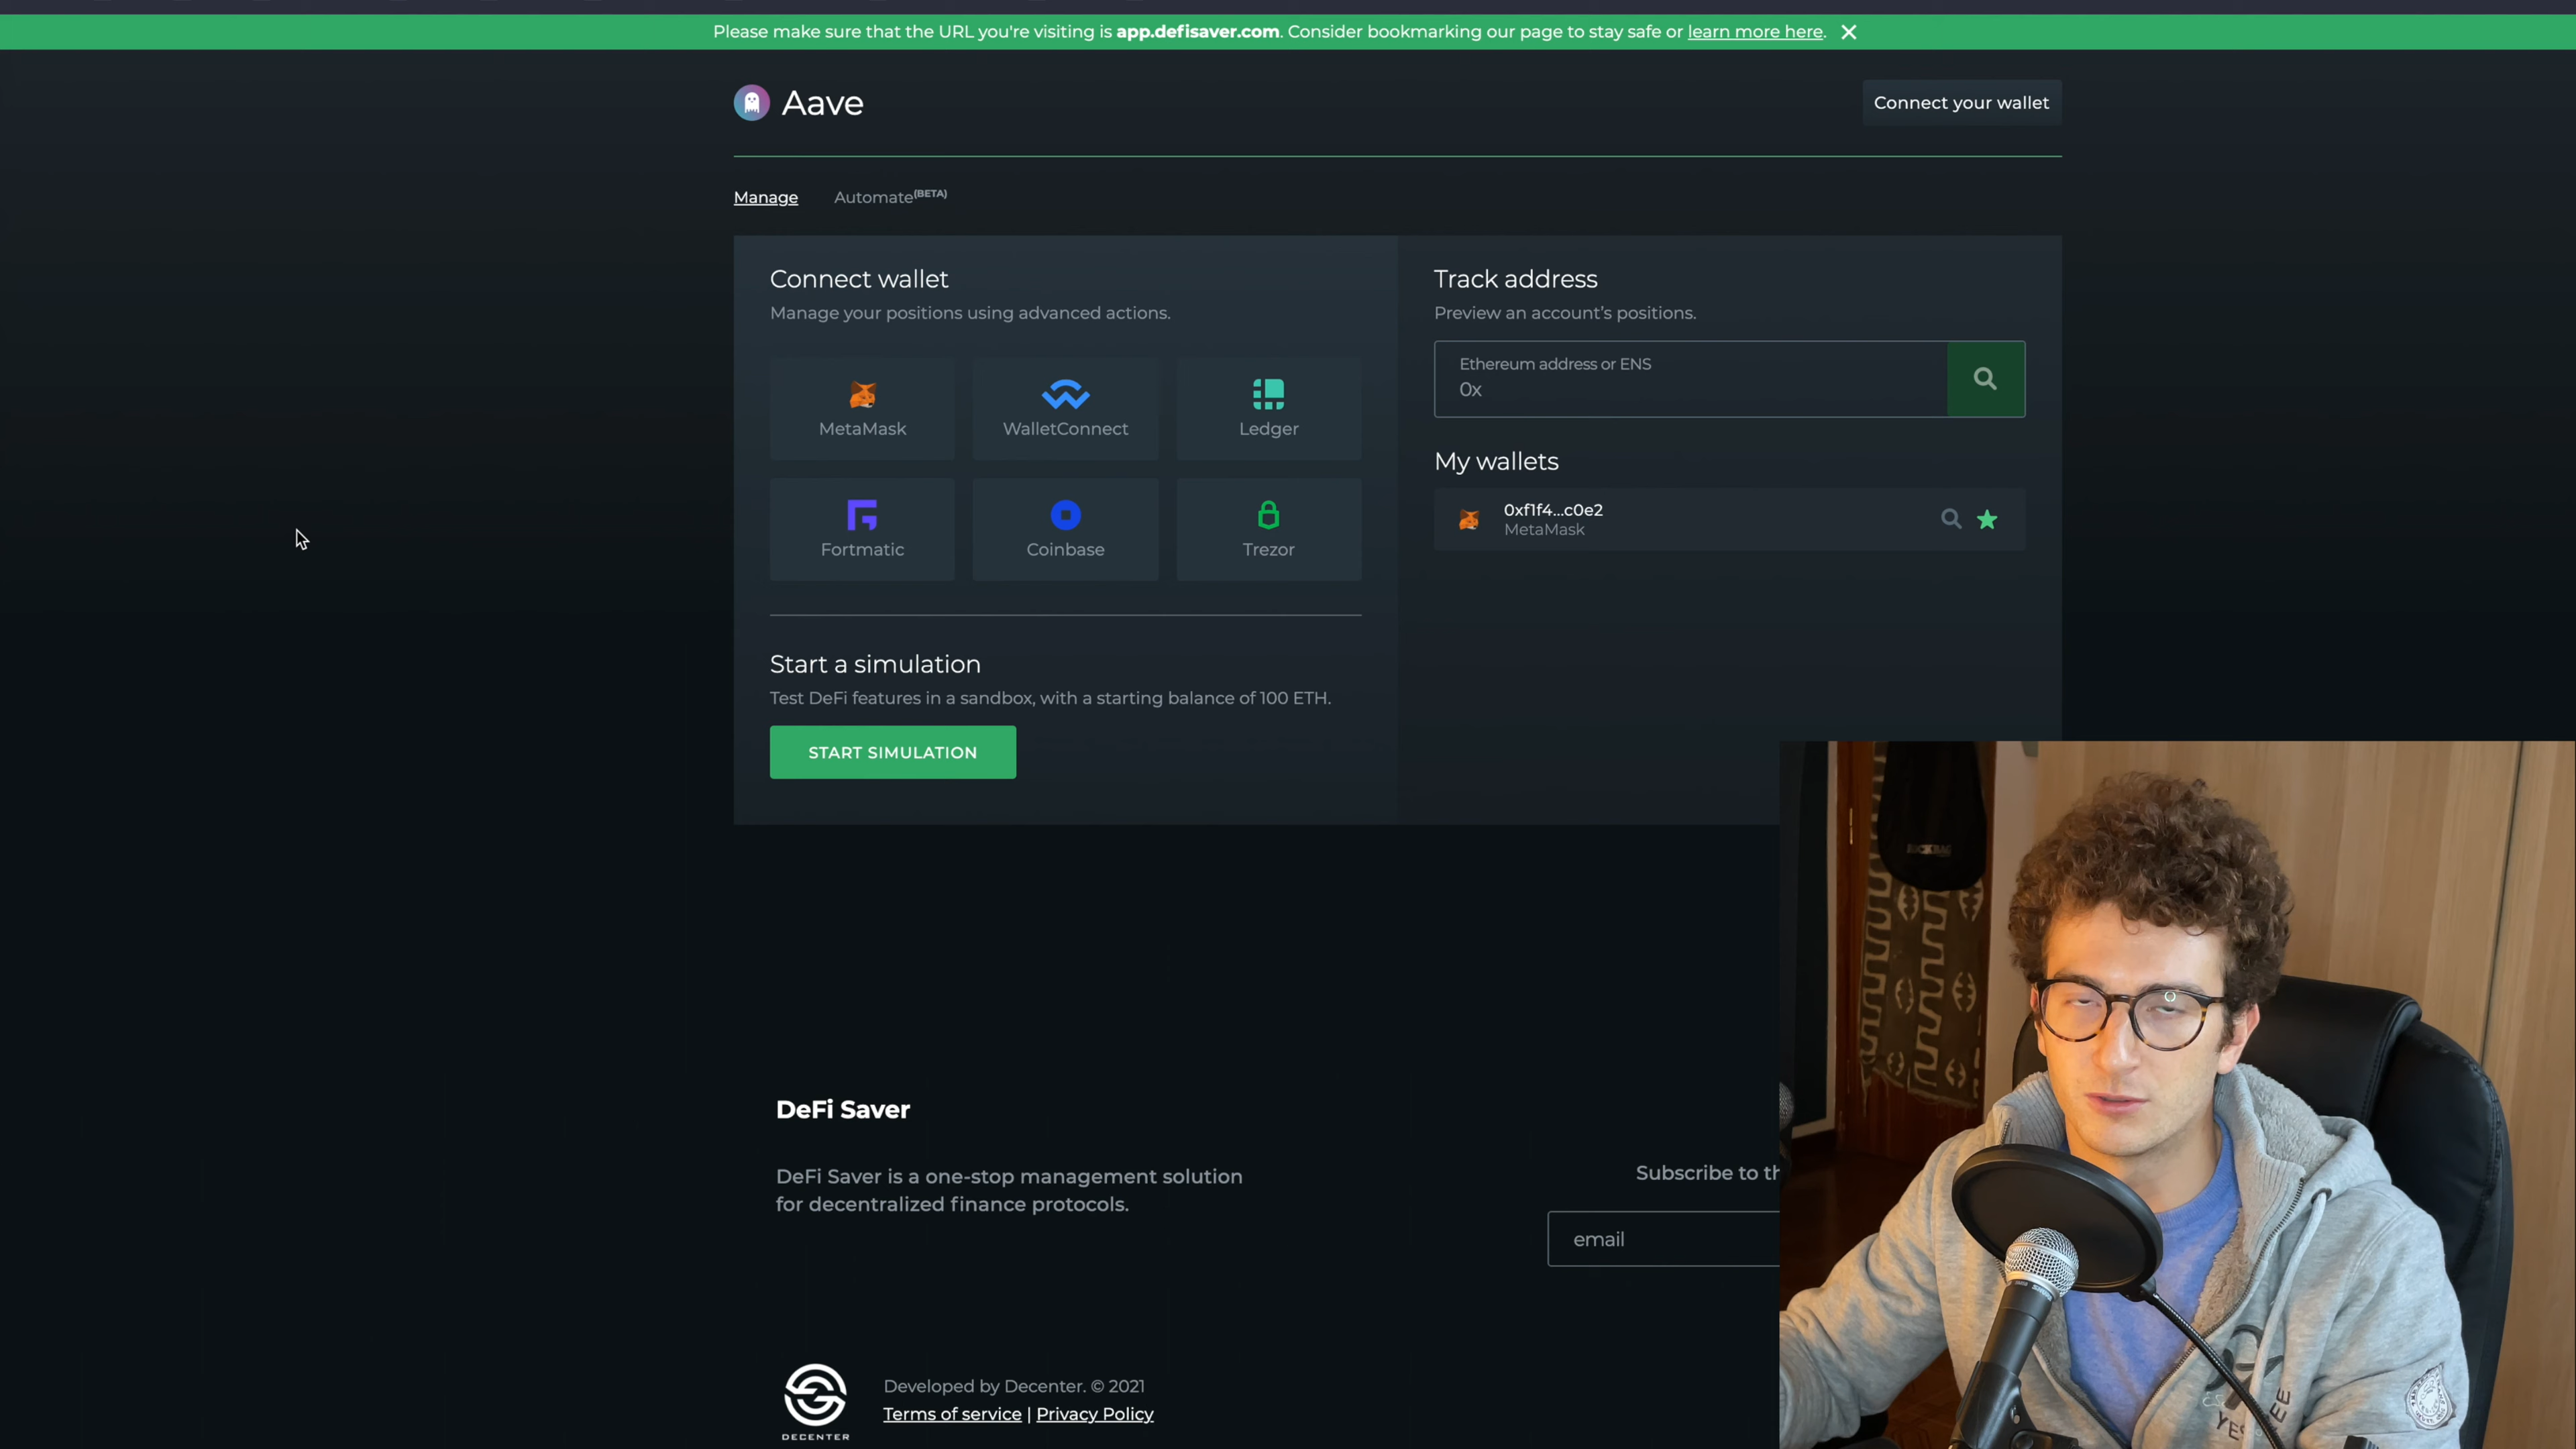 Please make sure that the URL you're visiting is app.defisaver.com. Consider bookmarking our page to stay safe or learn more here.
Aave
Connect your wallet
Manage
Automate(BETA)
Connect wallet
Manage your positions using advanced actions.
MetaMask
WalletConnect
Ledger
Fortmatic
Coinbase
Trezor
Start a simulation
Test DeFi features in a sandbox, with a starting balance of 100 ETH.
START SIMULATION
Track address
Preview an account's positions.
Ethereum address or ENS
0x
My wallets
0xf1f4...c0e2
MetaMask
DeFi Saver
DeFi Saver is a one-stop management solution
for decentralized finance protocols.
Subscribe to th
email
DECENTER
Developed by Decenter. © 2021
Terms of service | Privacy Policy